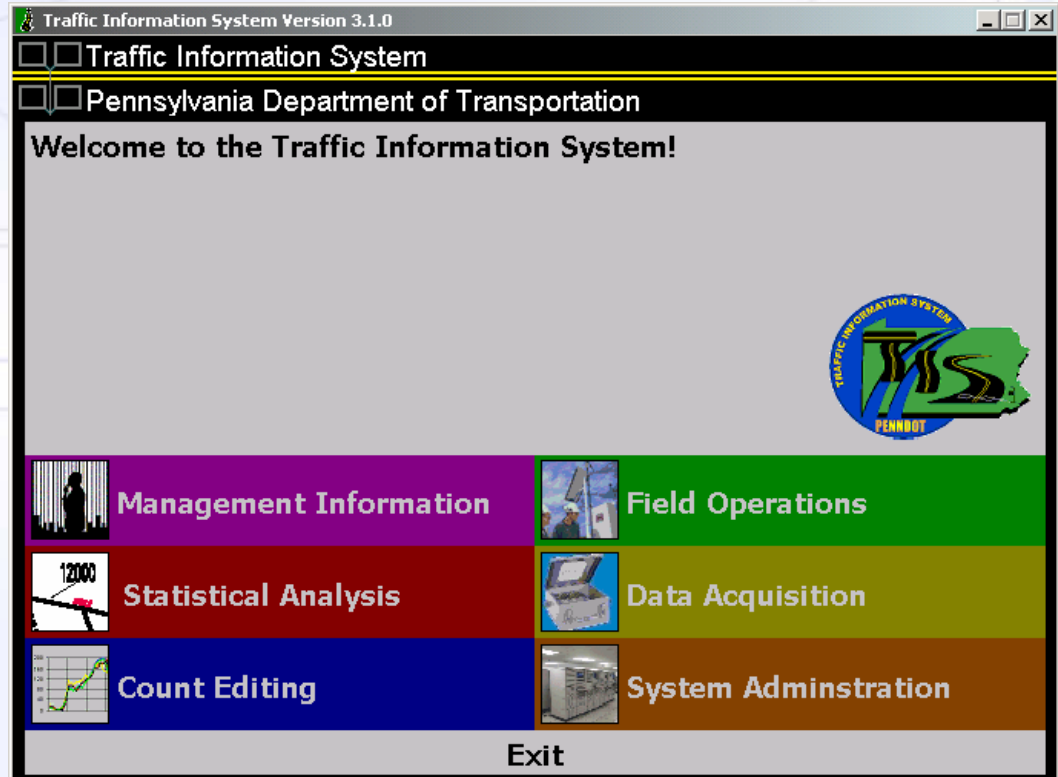 Traffic Information System Version 3.1.0
Traffic Information System
Pennsylvania Department of Transportation
Welcome to the Traffic Information System!
TRAFFIC INFORMATION SYSTEM
TIS
PENNDOT
Management Information
Field Operations
12000
Statistical Analysis
Data Acquisition
Count Editing
System Adminstration
Exit